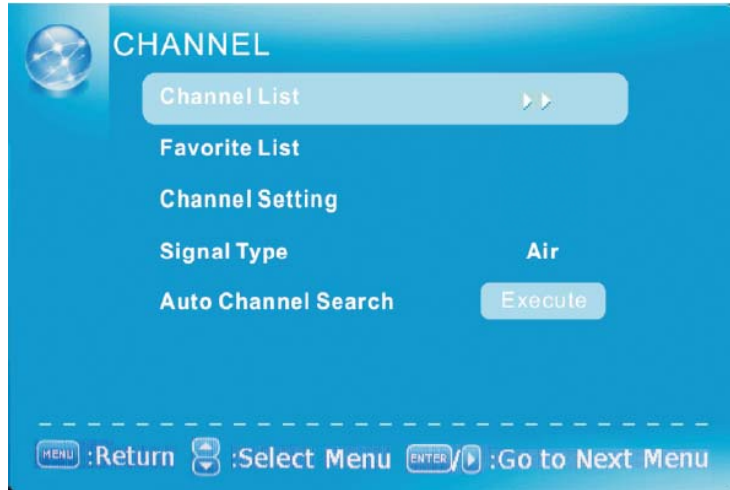 CHANNEL
Channel List
Favorite List
Channel Setting
Signal Type Air
Auto Channel Search Execute
MENU :Return :Select Menu ENTER / :Go to Next Menu